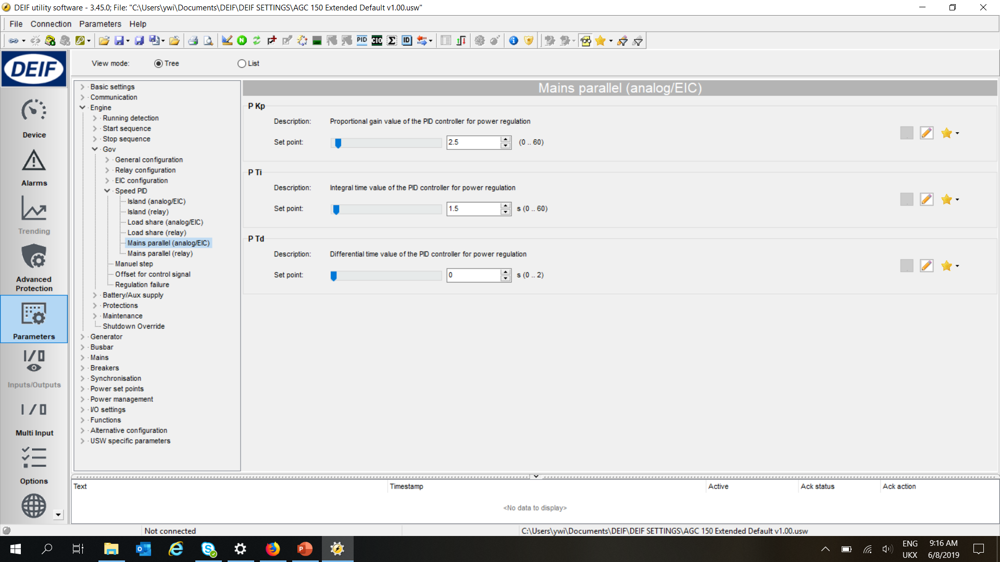 DEIF utility software - 3.45.0; File: "C:\Users\ywi\Documents\DEIF\DEIF SETTINGS\AGC 150 Extended Default v1.00.usw"
File Connection Parameters Help
N PID CIO Σ ID
DEIF
View mode: Tree List
Device
Alarms
Trending
Advanced
Protection
Parameters
Inputs/Outputs
Multi Input
Options
Basic settings
Communication
Engine
Running detection
Start sequence
Stop sequence
Gov
General configuration
Relay configuration
EIC configuration
Speed PID
Island (analog/EIC)
Island (relay)
Load share (analog/EIC)
Load share (relay)
Mains parallel (analog/EIC)
Mains parallel (relay)
Manuel step
Offset for control signal
Regulation failure
Battery/Aux supply
Protections
Maintenance
Shutdown Override
Generator
Busbar
Mains
Breakers
Synchronisation
Power set points
Power management
I/O settings
Functions
Alternative configuration
USW specific parameters
Mains parallel (analog/EIC)
P Kp
Description: Proportional gain value of the PID controller for power regulation
Set point: 2.5 (0 .. 60)
P Ti
Description: Integral time value of the PID controller for power regulation
Set point: 1.5 s (0 .. 60)
P Td
Description: Differential time value of the PID controller for power regulation
Set point: 0 s (0 .. 2)
Text Timestamp Active Ack status Ack action
<No data to display>
Not connected C:\Users\ywi\Documents\DEIF\DEIF SETTINGS\AGC 150 Extended Default v1.00.usw
ENG 9:16 AM
UKX 6/8/2019